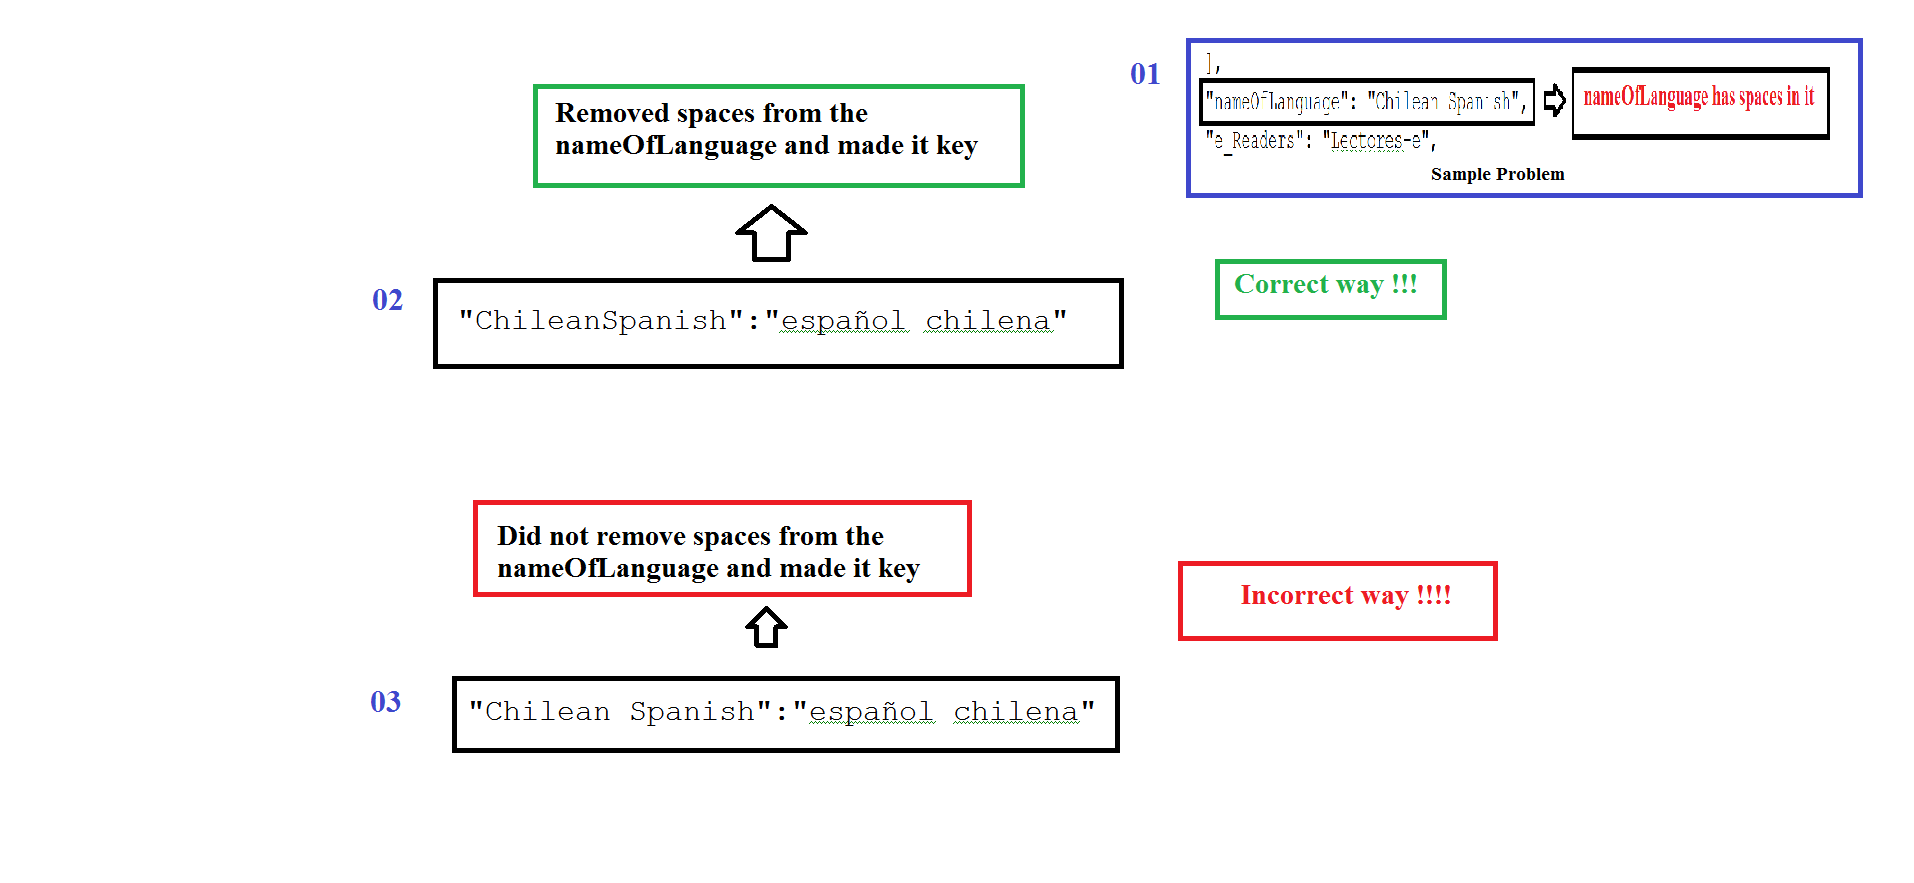 01
],
"nameOfLanguage": "Chilean Spanish",
nameOfLanguage has spaces in it
"e_Readers": "Lectores-e",
Sample Problem
Removed spaces from the
nameOfLanguage and made it key
02
"ChileanSpanish":"español chilena"
Correct way !!!
Did not remove spaces from the
nameOfLanguage and made it key
Incorrect way !!!!
03
"Chilean Spanish":"español chilena"